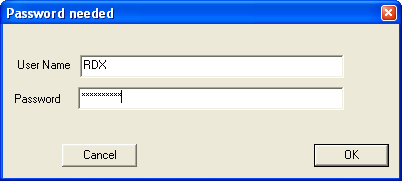 Password needed
User Name RDX
Password **********
Cancel OK